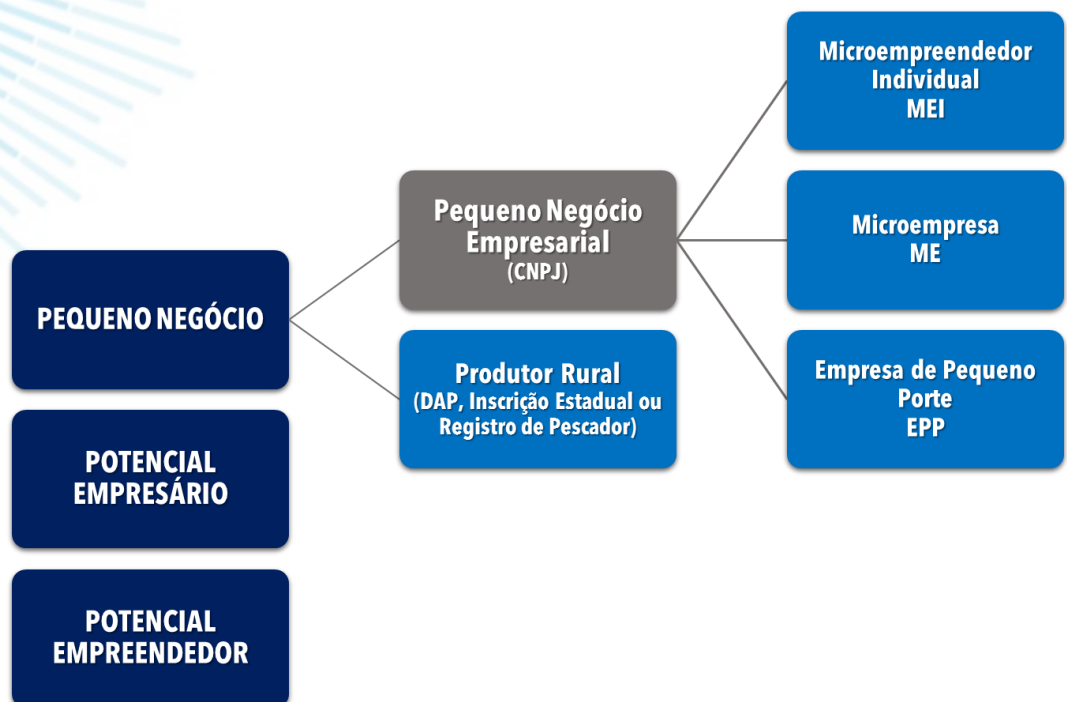 PEQUENO NEGÓCIO
POTENCIAL
EMPRESÁRIO
POTENCIAL
EMPREENDEDOR
Pequeno Negócio
Empresarial
(CNPJ)
Produtor Rural
(DAP, Inscrição Estadual ou
Registro de Pescador)
Microempreendedor
Individual
MEI
Microempresa
ME
Empresa de Pequeno
Porte
EPP